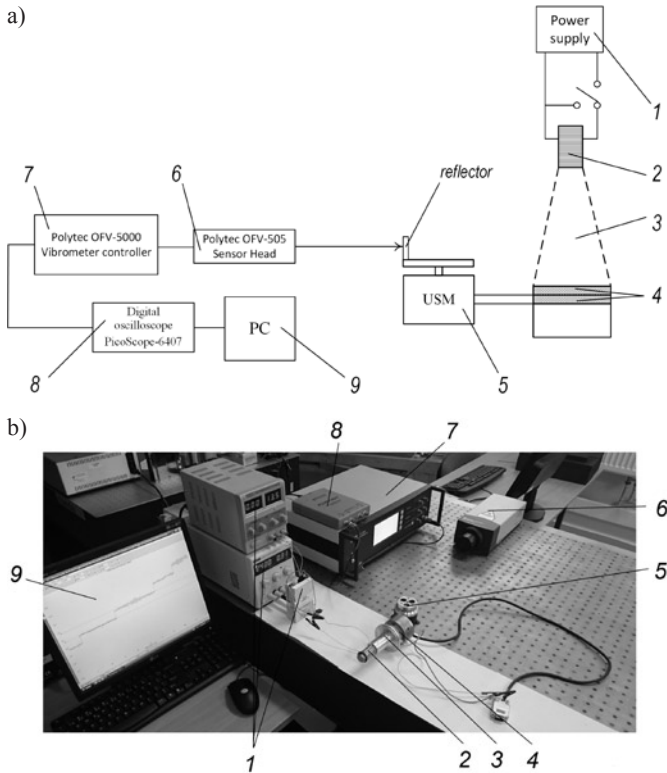 a)
Power
supply
1
2
3
4
reflector
7
6
Polytec OFV-5000
Vibrometer controller
Polytec OFV-505
Sensor Head
USM
5
Digital
oscilloscope
PicoScope-6407
PC
8
9
b)
8
7
6
5
9
1
2
3
4